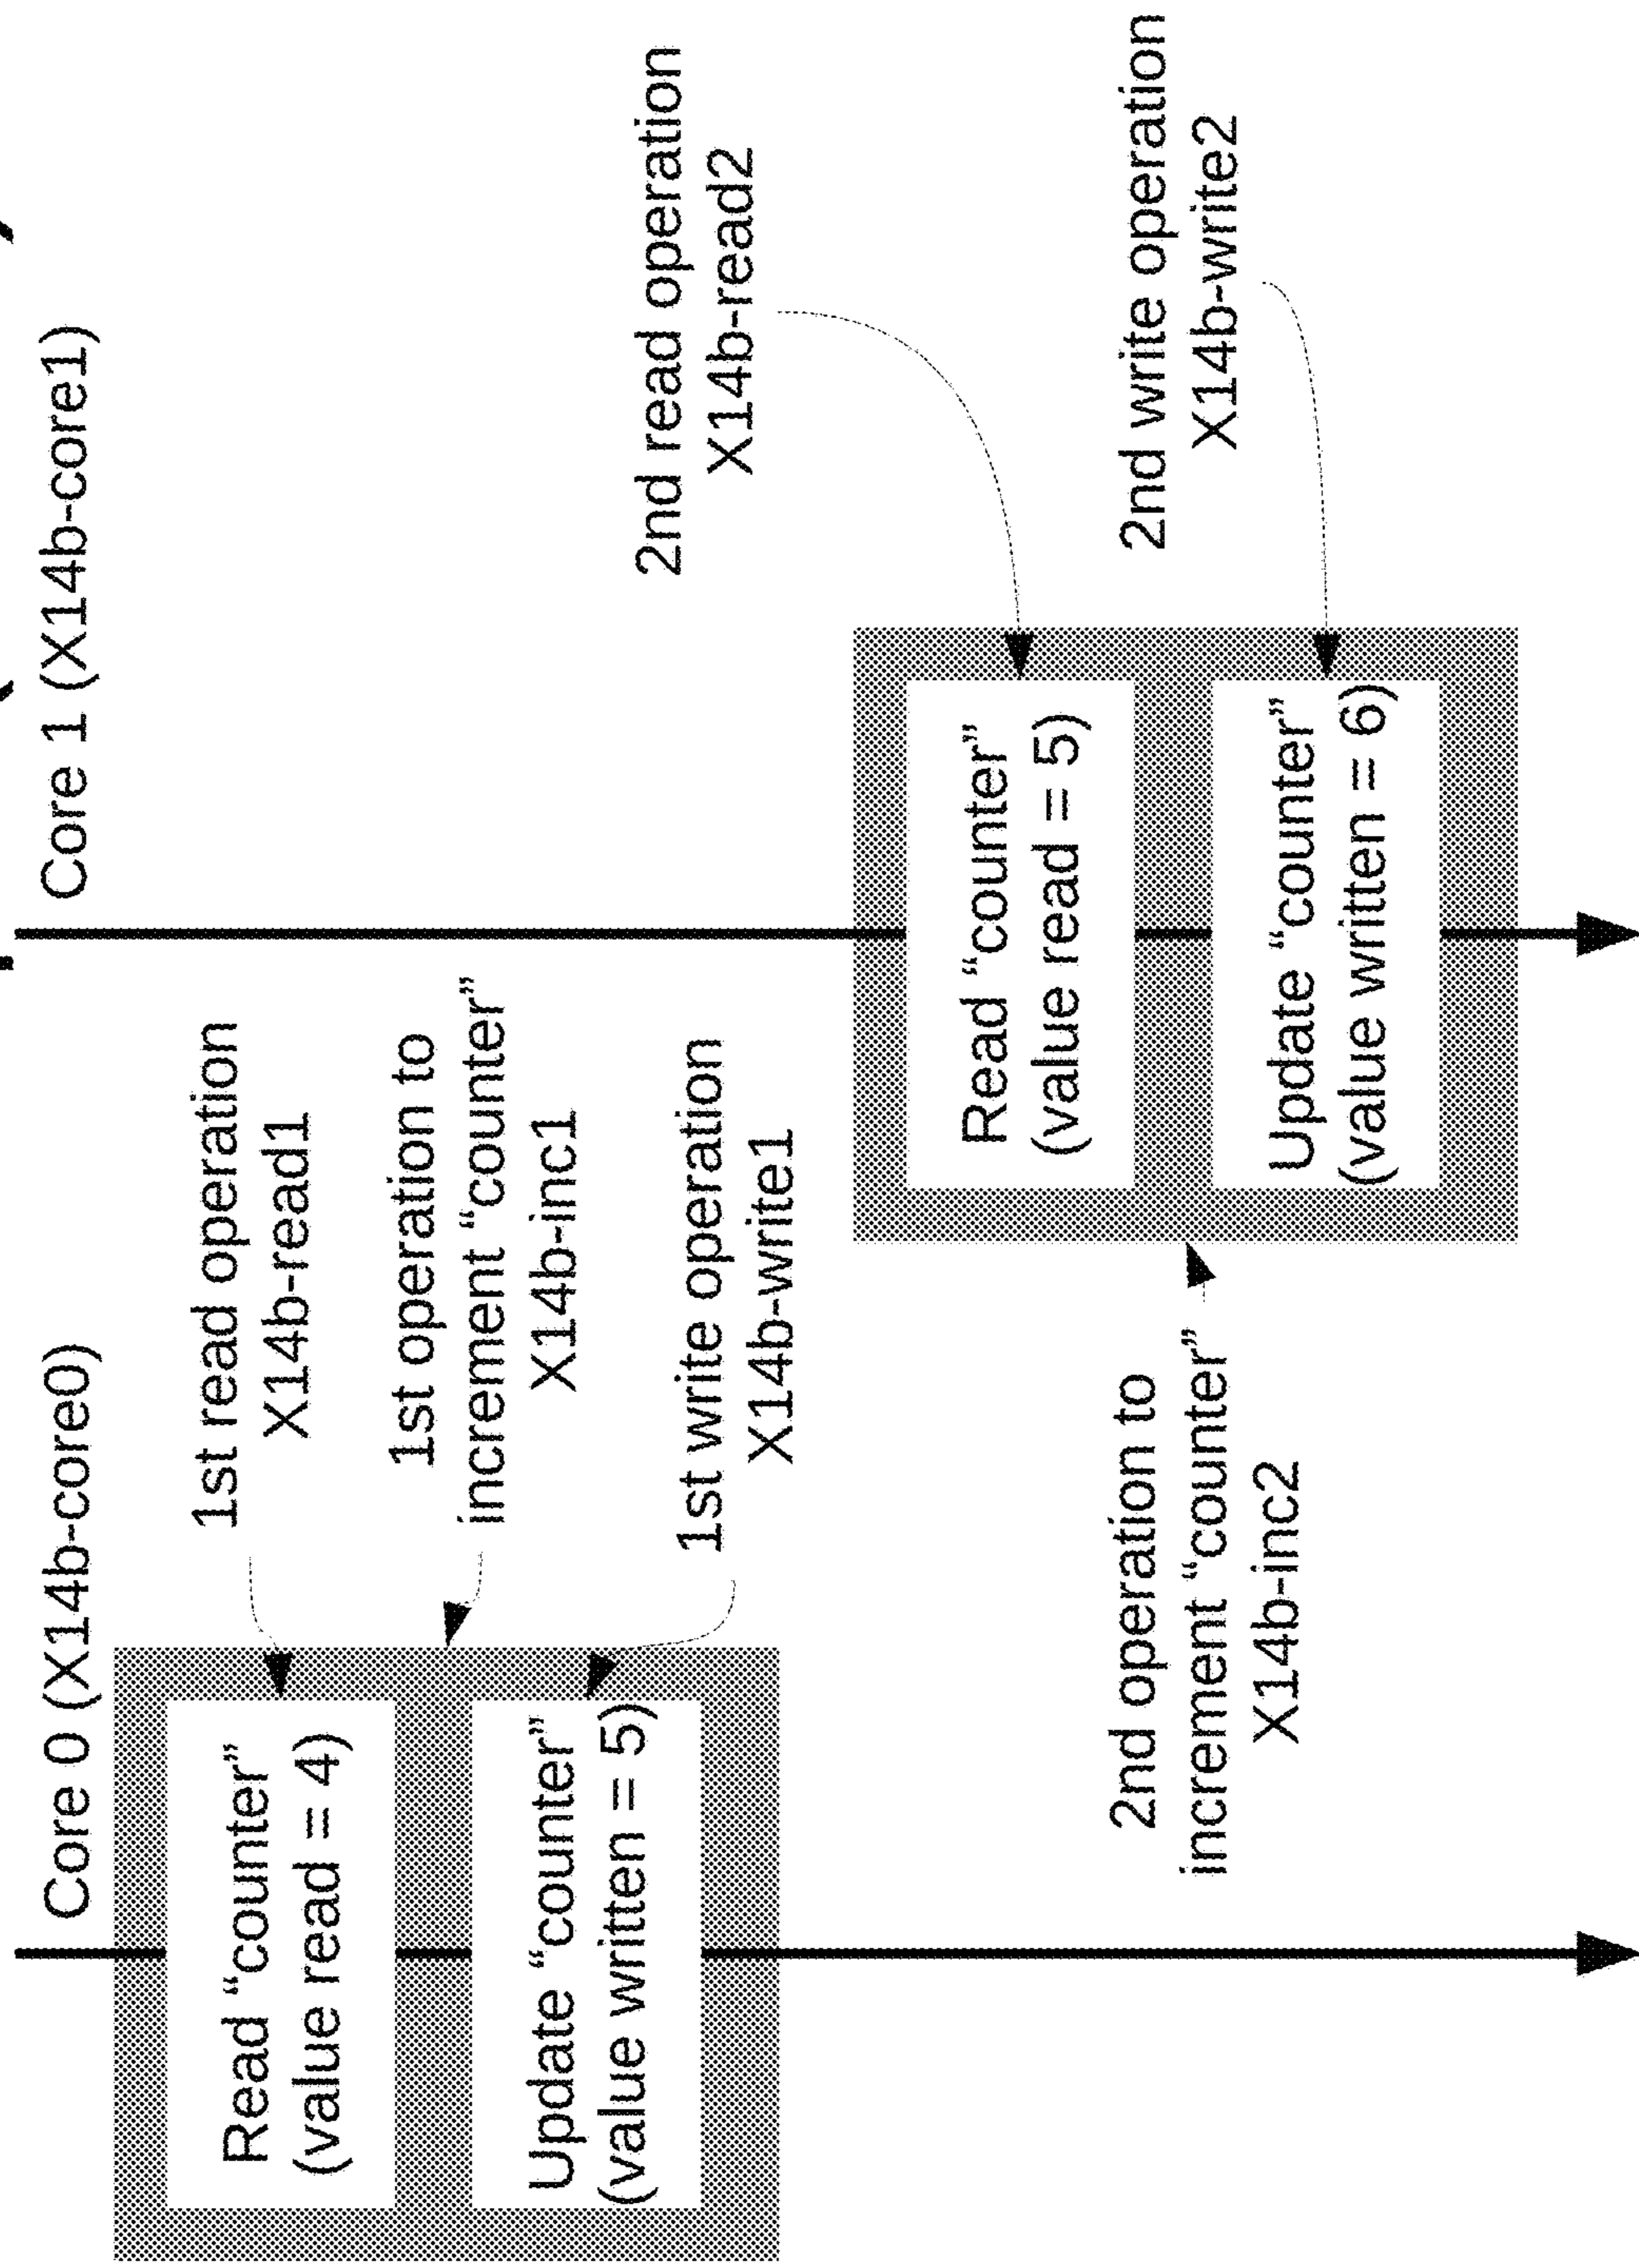 Core 0 (X14b-core0)
Core 1 (X14b-core1)
Read “counter”
(value read = 4)
1st read operation
X14b-read1
1st operation to
increment “counter”
X14b-inc1
Update “counter”
(value written = 5)
1st write operation
X14b-write1
2nd read operation
X14b-read2
Read “counter”
(value read = 5)
2nd operation to
increment “counter”
X14b-inc2
Update “counter”
(value written = 6)
2nd write operation
X14b-write2